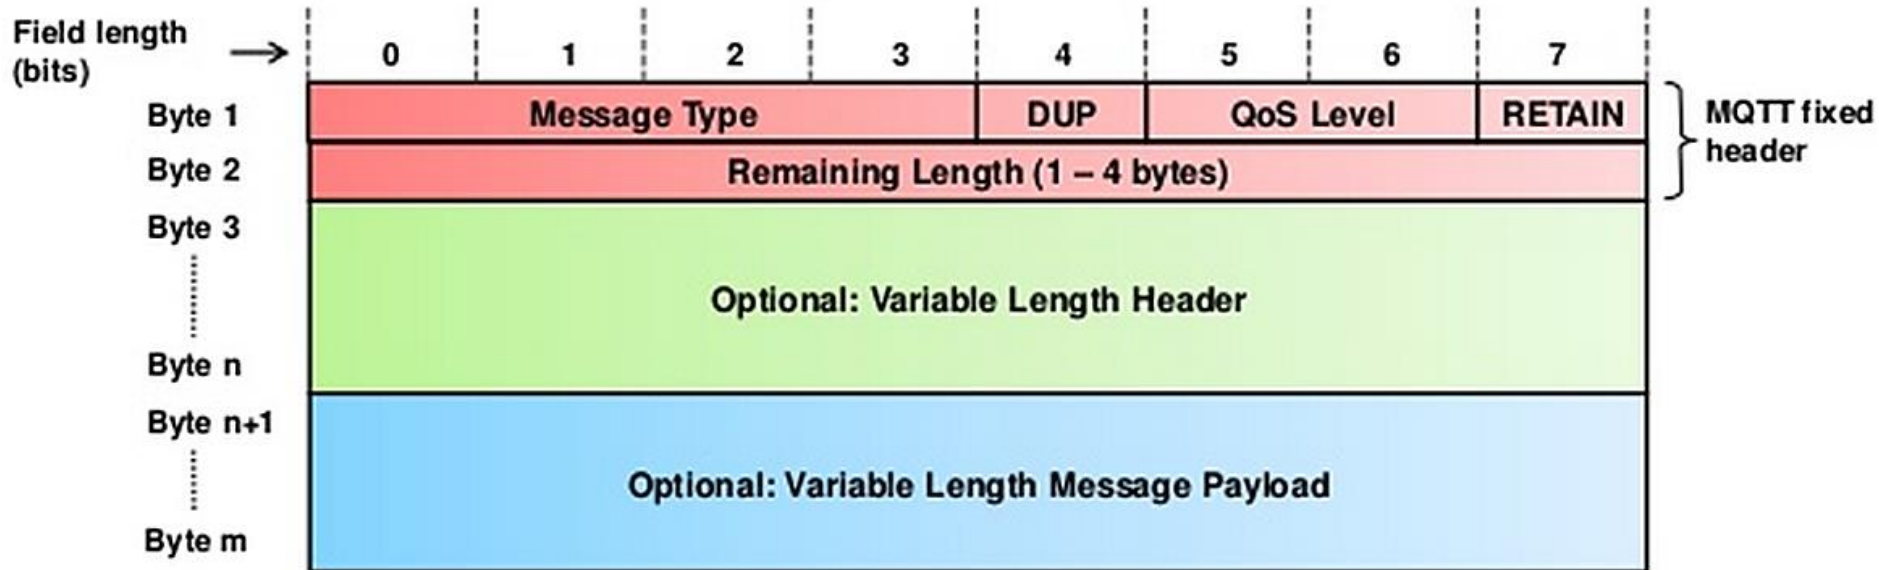 Field length
(bits)
0 1 2 3 4 5 6 7
Byte 1 Message Type DUP QoS Level RETAIN
MQTT fixed
header
Byte 2 Remaining Length (1 – 4 bytes)
Byte 3
Optional: Variable Length Header
Byte n
Byte n+1
Optional: Variable Length Message Payload
Byte m